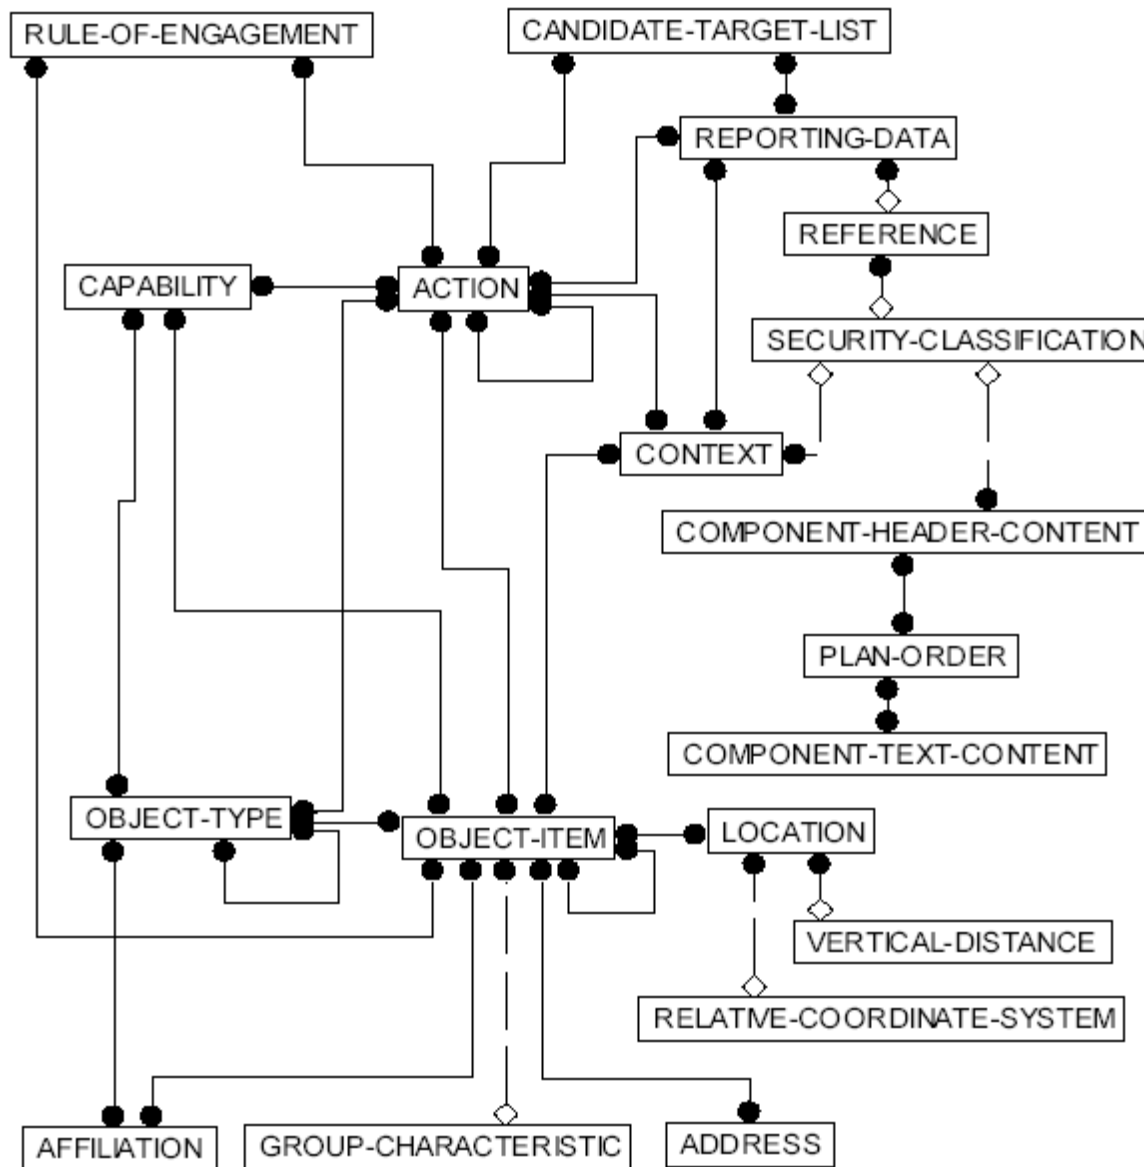 RULE-OF-ENGAGEMENT
CANDIDATE-TARGET-LIST
REPORTING-DATA
REFERENCE
CAPABILITY
ACTION
SECURITY-CLASSIFICATION
CONTEXT
COMPONENT-HEADER-CONTENT
PLAN-ORDER
COMPONENT-TEXT-CONTENT
OBJECT-TYPE
OBJECT-ITEM
LOCATION
VERTICAL-DISTANCE
RELATIVE-COORDINATE-SYSTEM
AFFILIATION
GROUP-CHARACTERISTIC
ADDRESS